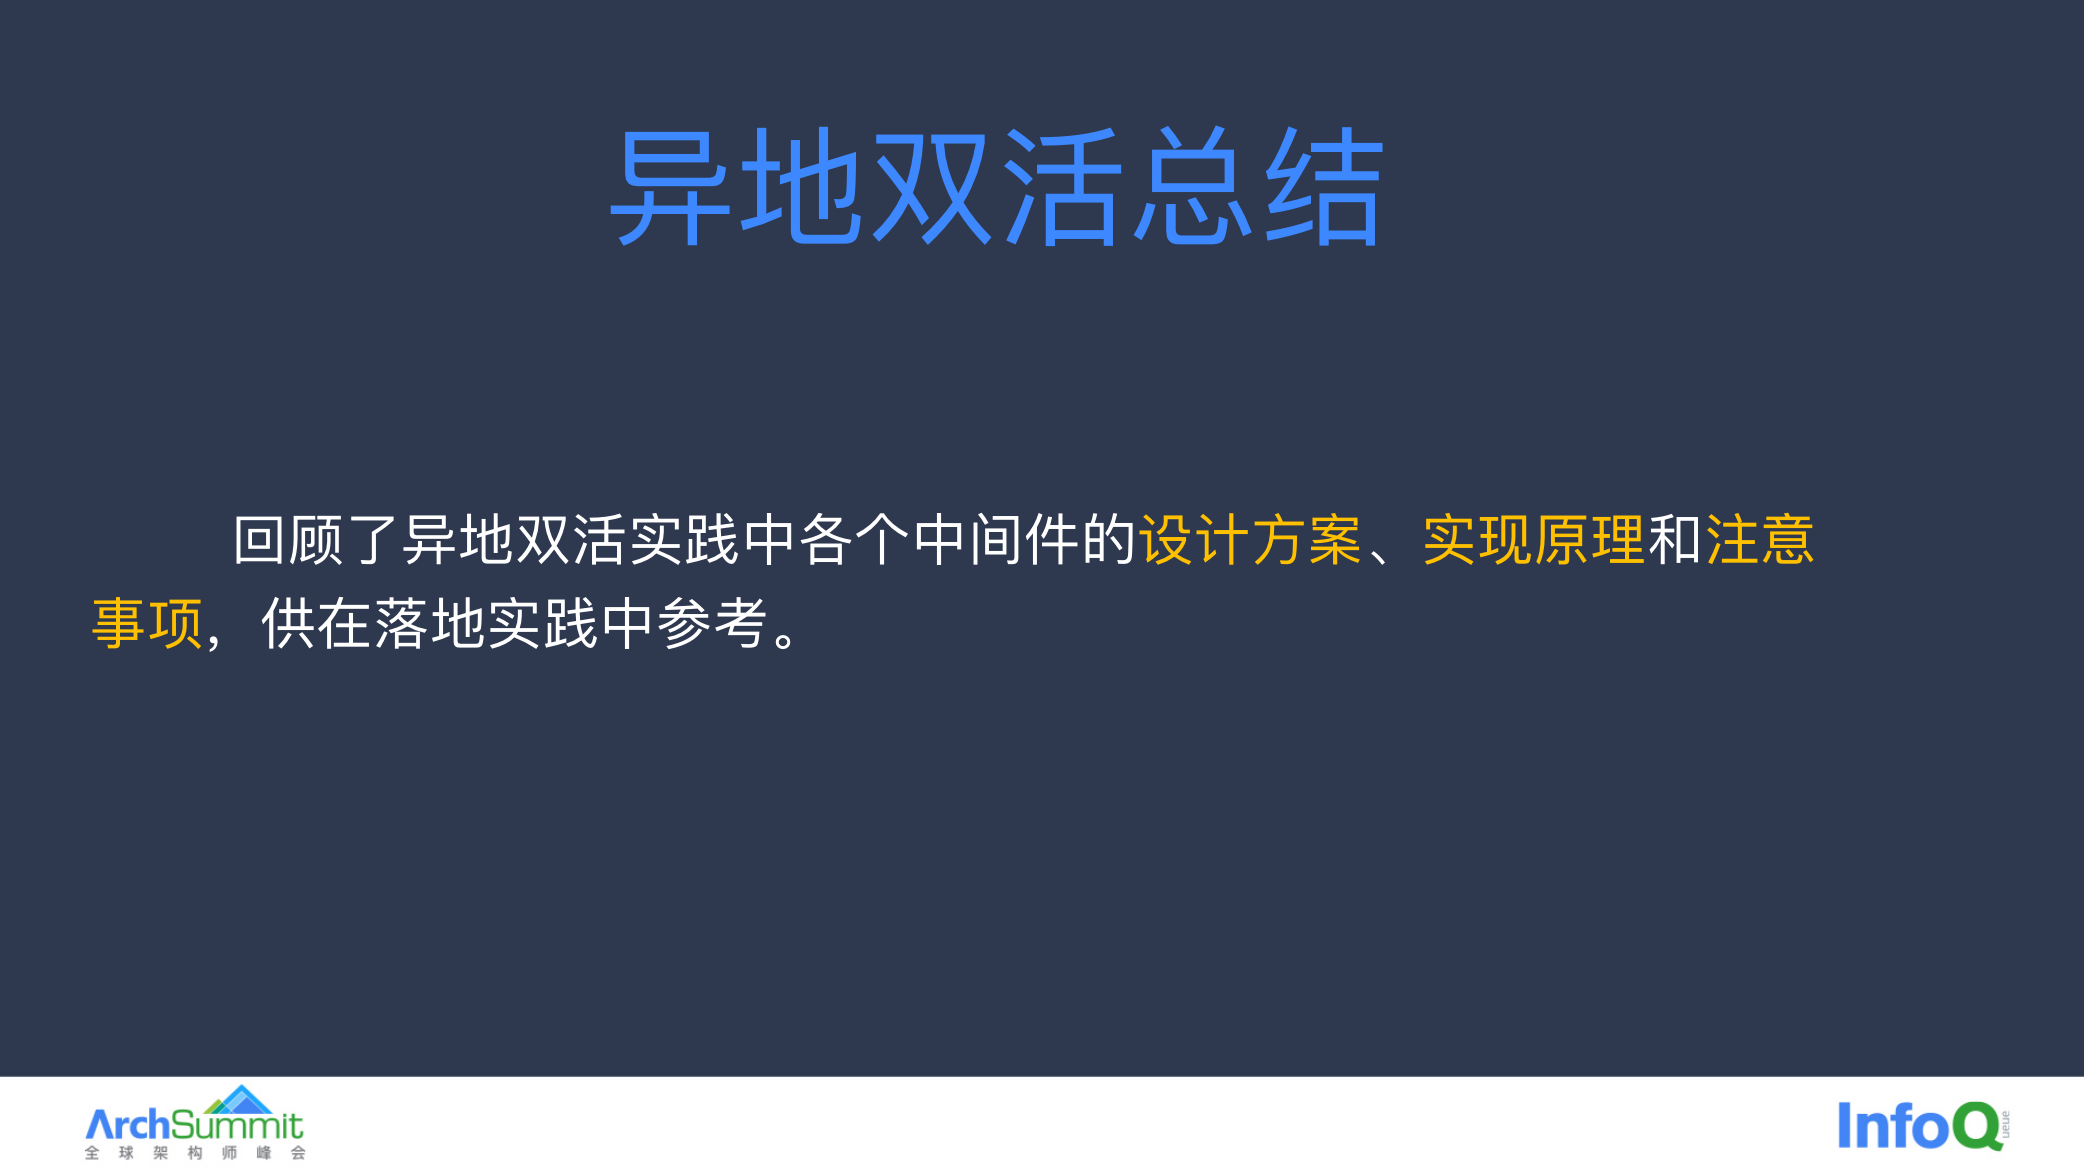 异地双活总结
回顾了异地双活实践中各个中间件的设计方案、实现原理和注意
事项，供在落地实践中参考。
ArchSummit
全球架构师峰会
InfoQ
ueue